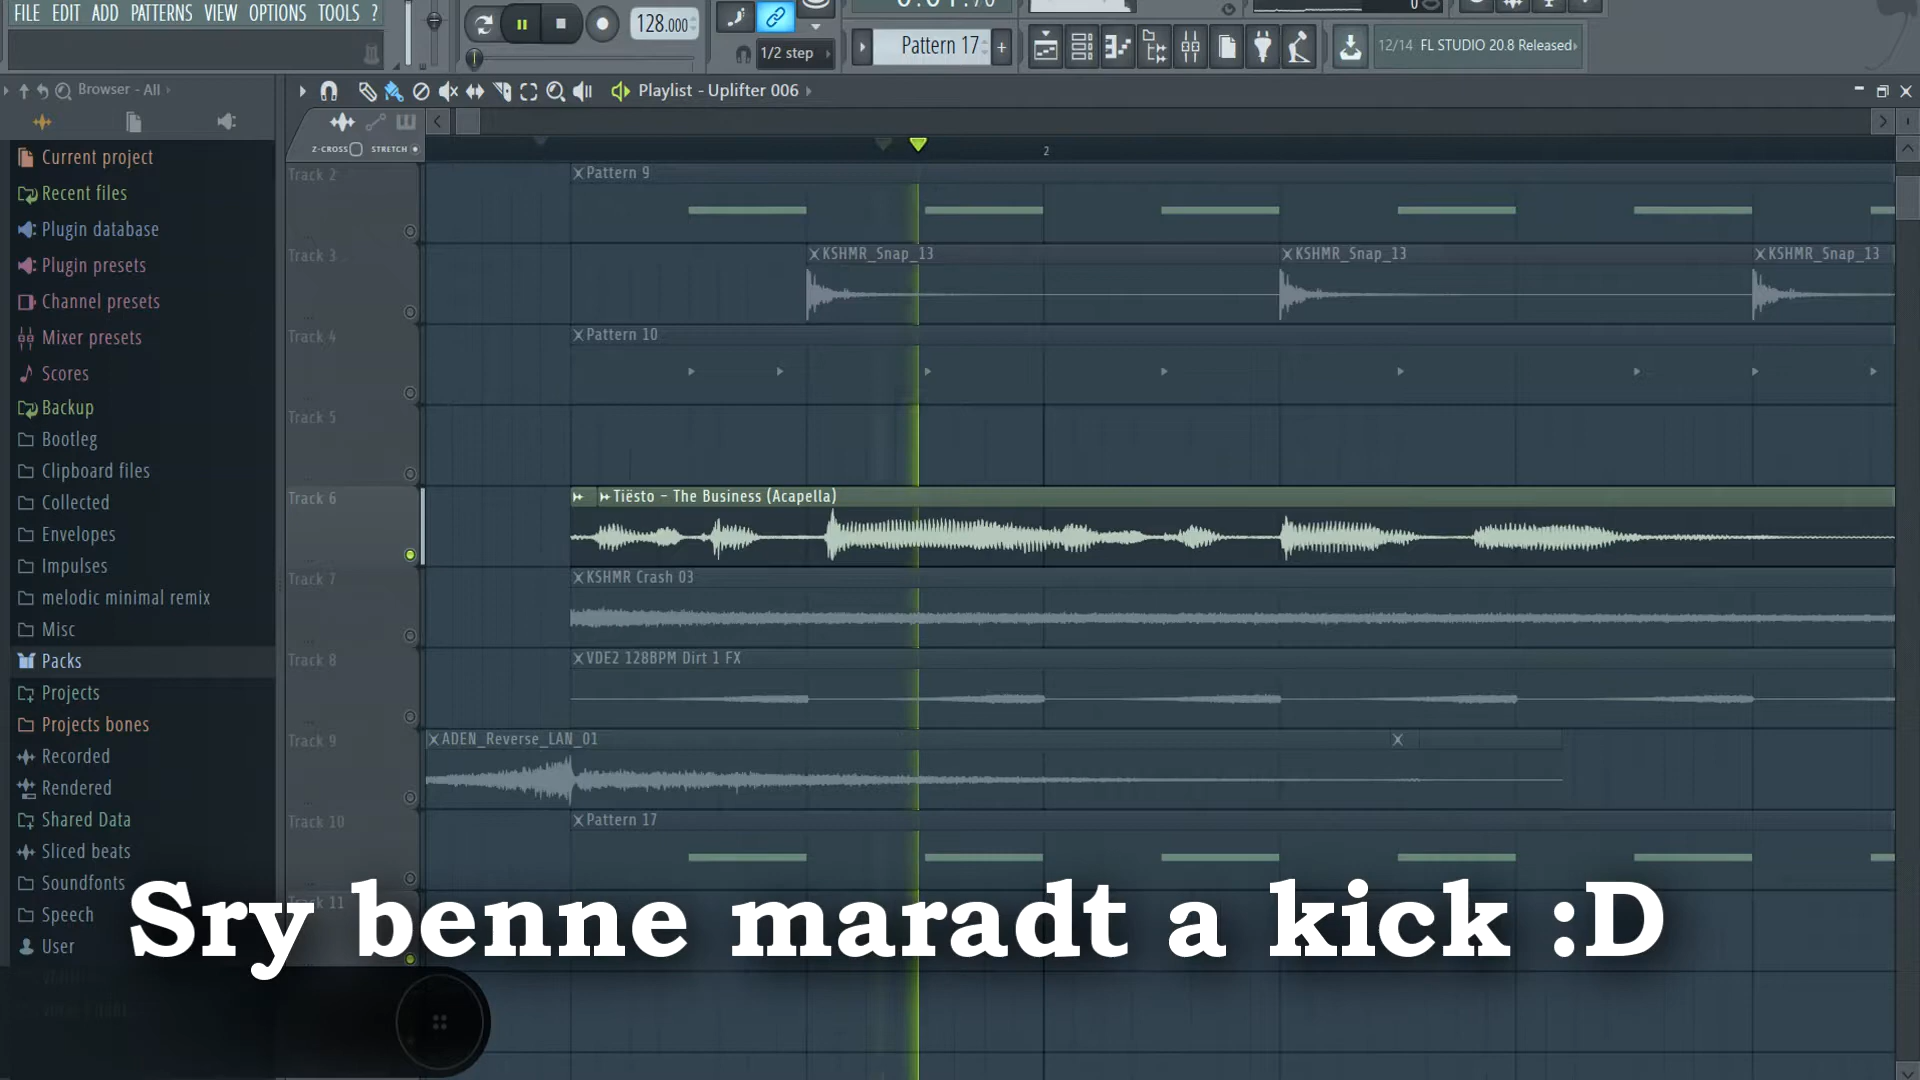 FILE EDIT ADD PATTERNS VIEW OPTIONS TOOLS ?
128.000
1/2 step
Pattern 17
12/14 FL STUDIO 20.8 Released
Browser - All
Playlist - Uplifter 006
Z-CROSS STRETCH
2
Current project
Recent files
Plugin database
Plugin presets
Channel presets
Mixer presets
Scores
Backup
Bootleg
Clipboard files
Collected
Envelopes
Impulses
melodic minimal remix
Misc
Packs
Projects
Projects bones
Recorded
Rendered
Shared Data
Sliced beats
Soundfonts
Speech
User
Track 2
Pattern 9
Track 3
KSHMR_Snap_13
KSHMR_Snap_13
KSHMR_Snap_13
Track 4
Pattern 10
Track 5
Track 6
Tiësto - The Business (Acapella)
Track 7
KSHMR Crash 03
Track 8
VDE2 128BPM Dirt 1 FX
Track 9
ADEN_Reverse_LAN_01
Track 10
Pattern 17
Sry benne maradt a kick :D